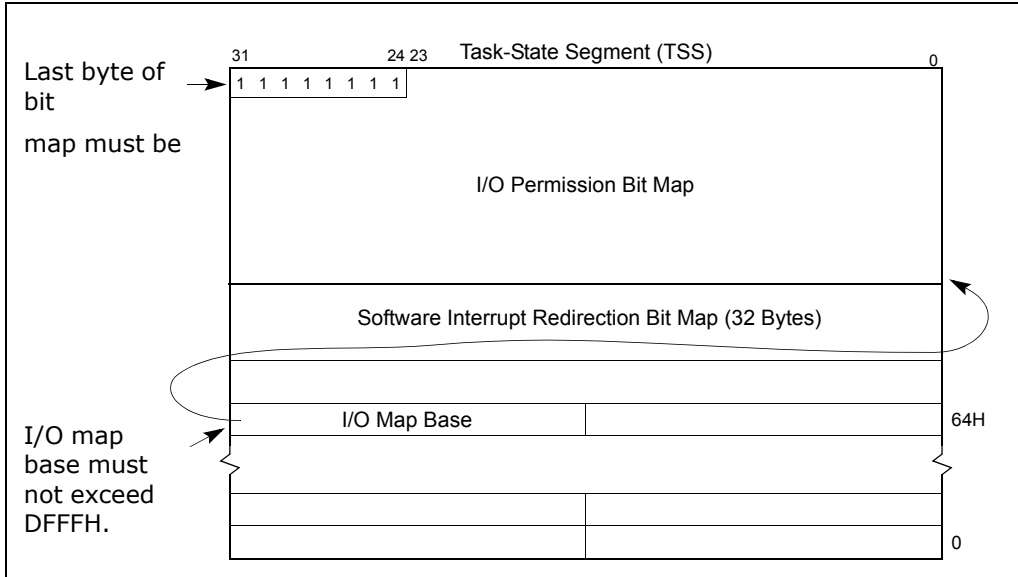 31 24 23 Task-State Segment (TSS) 0
Last byte of
bit
map must be
1 1 1 1 1 1 1 1
I/O Permission Bit Map
Software Interrupt Redirection Bit Map (32 Bytes)
I/O Map Base 64H
I/O map
base must
not exceed
DFFFH.
0